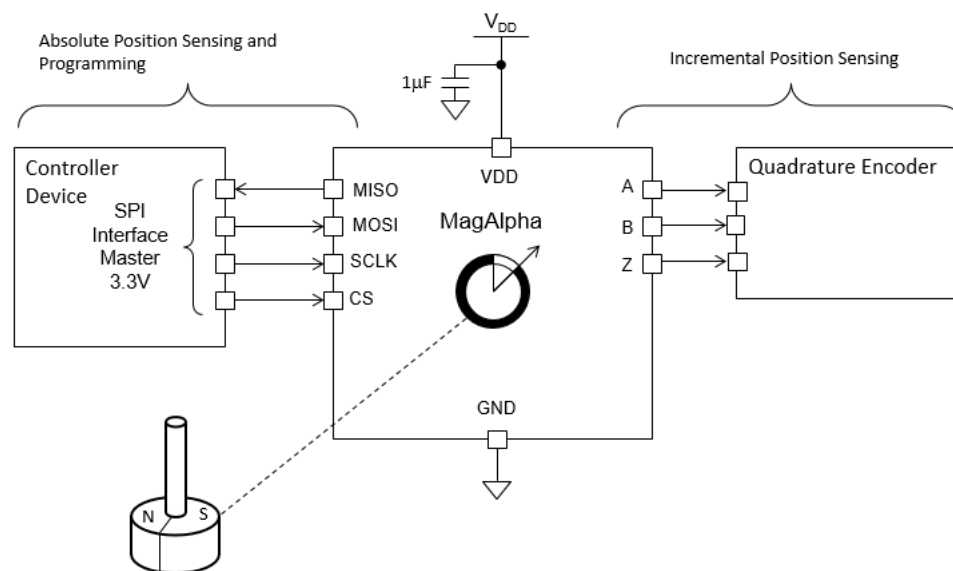 V_DD
Absolute Position Sensing and
Programming
Incremental Position Sensing
1µF
Controller
Device
SPI
Interface
Master
3.3V
MISO
MOSI
SCLK
CS
VDD
MagAlpha
A
B
Z
GND
Quadrature Encoder
N S